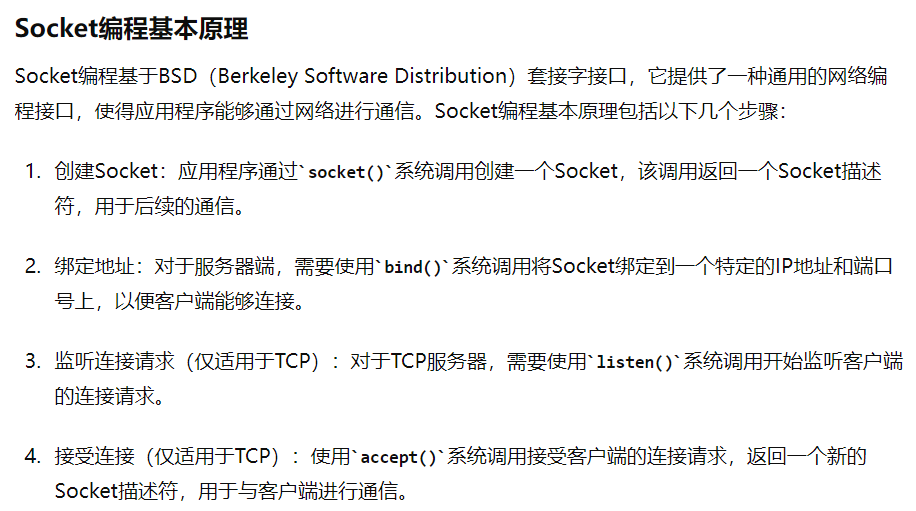 Socket编程基本原理
Socket编程基于BSD（Berkeley Software Distribution）套接字接口，它提供了一种通用的网络编
程接口，使得应用程序能够通过网络进行通信。Socket编程基本原理包括以下几个步骤：
1. 创建Socket：应用程序通过`socket()`系统调用创建一个Socket，该调用返回一个Socket描述
符，用于后续的通信。
2. 绑定地址：对于服务器端，需要使用`bind()`系统调用将Socket绑定到一个特定的IP地址和端口
号上，以便客户端能够连接。
3. 监听连接请求（仅适用于TCP）：对于TCP服务器，需要使用`listen()`系统调用开始监听客户端
的连接请求。
4. 接受连接（仅适用于TCP）：使用`accept()`系统调用接受客户端的连接请求，返回一个新的
Socket描述符，用于与客户端进行通信。